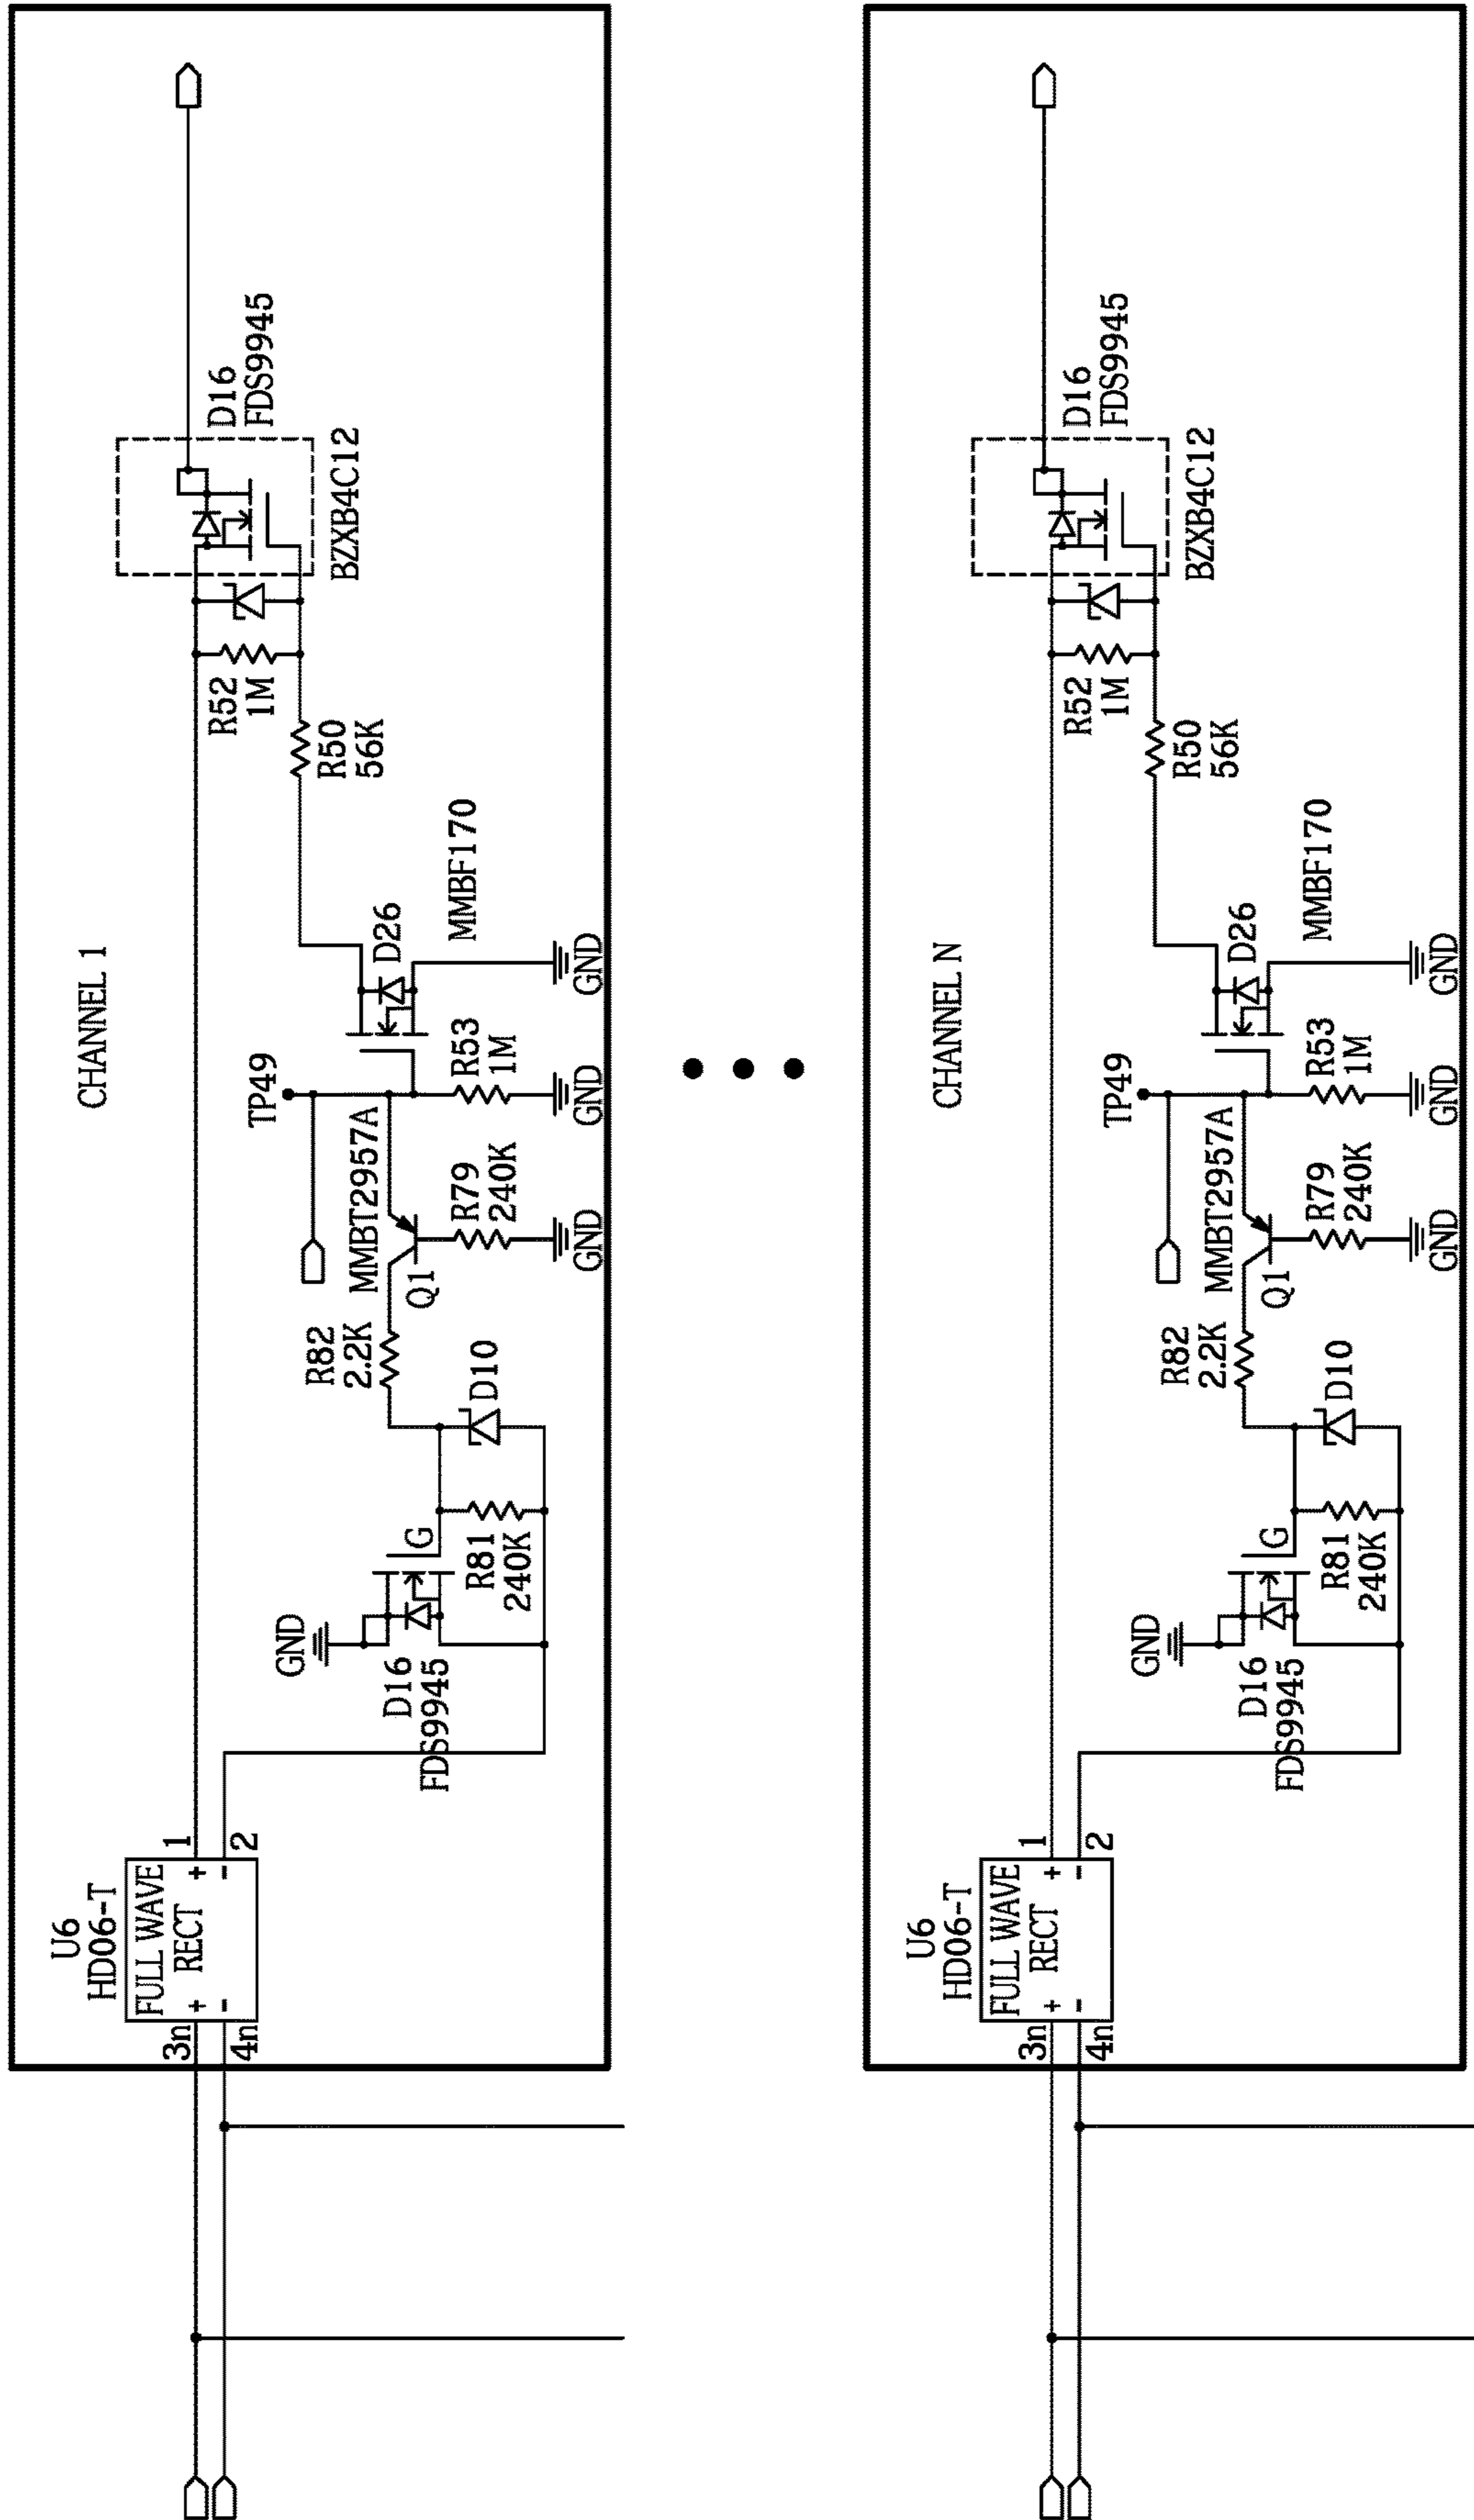 CHANNEL 1
U6
HD06-T
FULL WAVE
RECT
+ +
- -
3n
4n
1
2
GND
D16
FDS9945
G
R81
240K
D10
R82
2.2K
Q1
MMBT2957A
R79
240K
GND
TP49
R53
1M
GND
D26
MMBF170
GND
R50
56K
R52
1M
BZXB4C12
D16
FDS9945
CHANNEL N
U6
HD06-T
FULL WAVE
RECT
+ +
- -
3n
4n
1
2
GND
D16
FDS9945
G
R81
240K
D10
R82
2.2K
Q1
MMBT2957A
R79
240K
GND
TP49
R53
1M
GND
D26
MMBF170
GND
R50
56K
R52
1M
BZXB4C12
D16
FDS9945